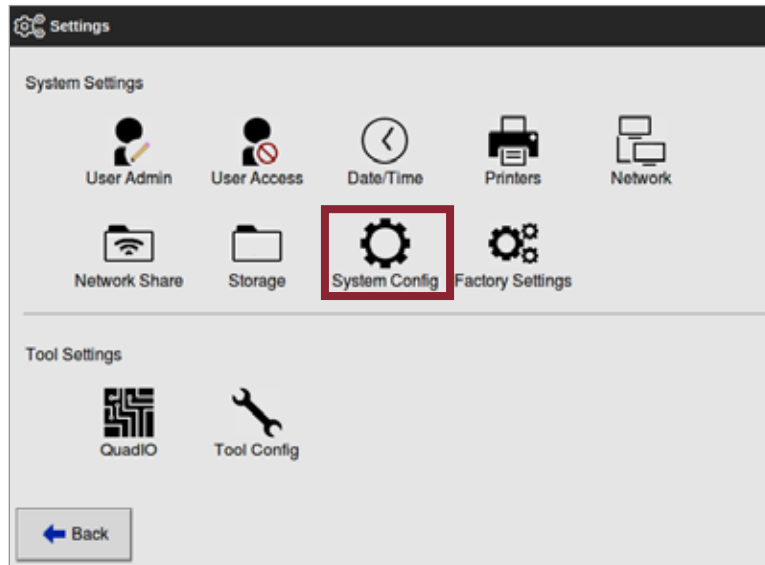 Settings
System Settings
User Admin User Access Date/Time Printers Network
Network Share Storage System Config Factory Settings
Tool Settings
QuadIO Tool Config
Back